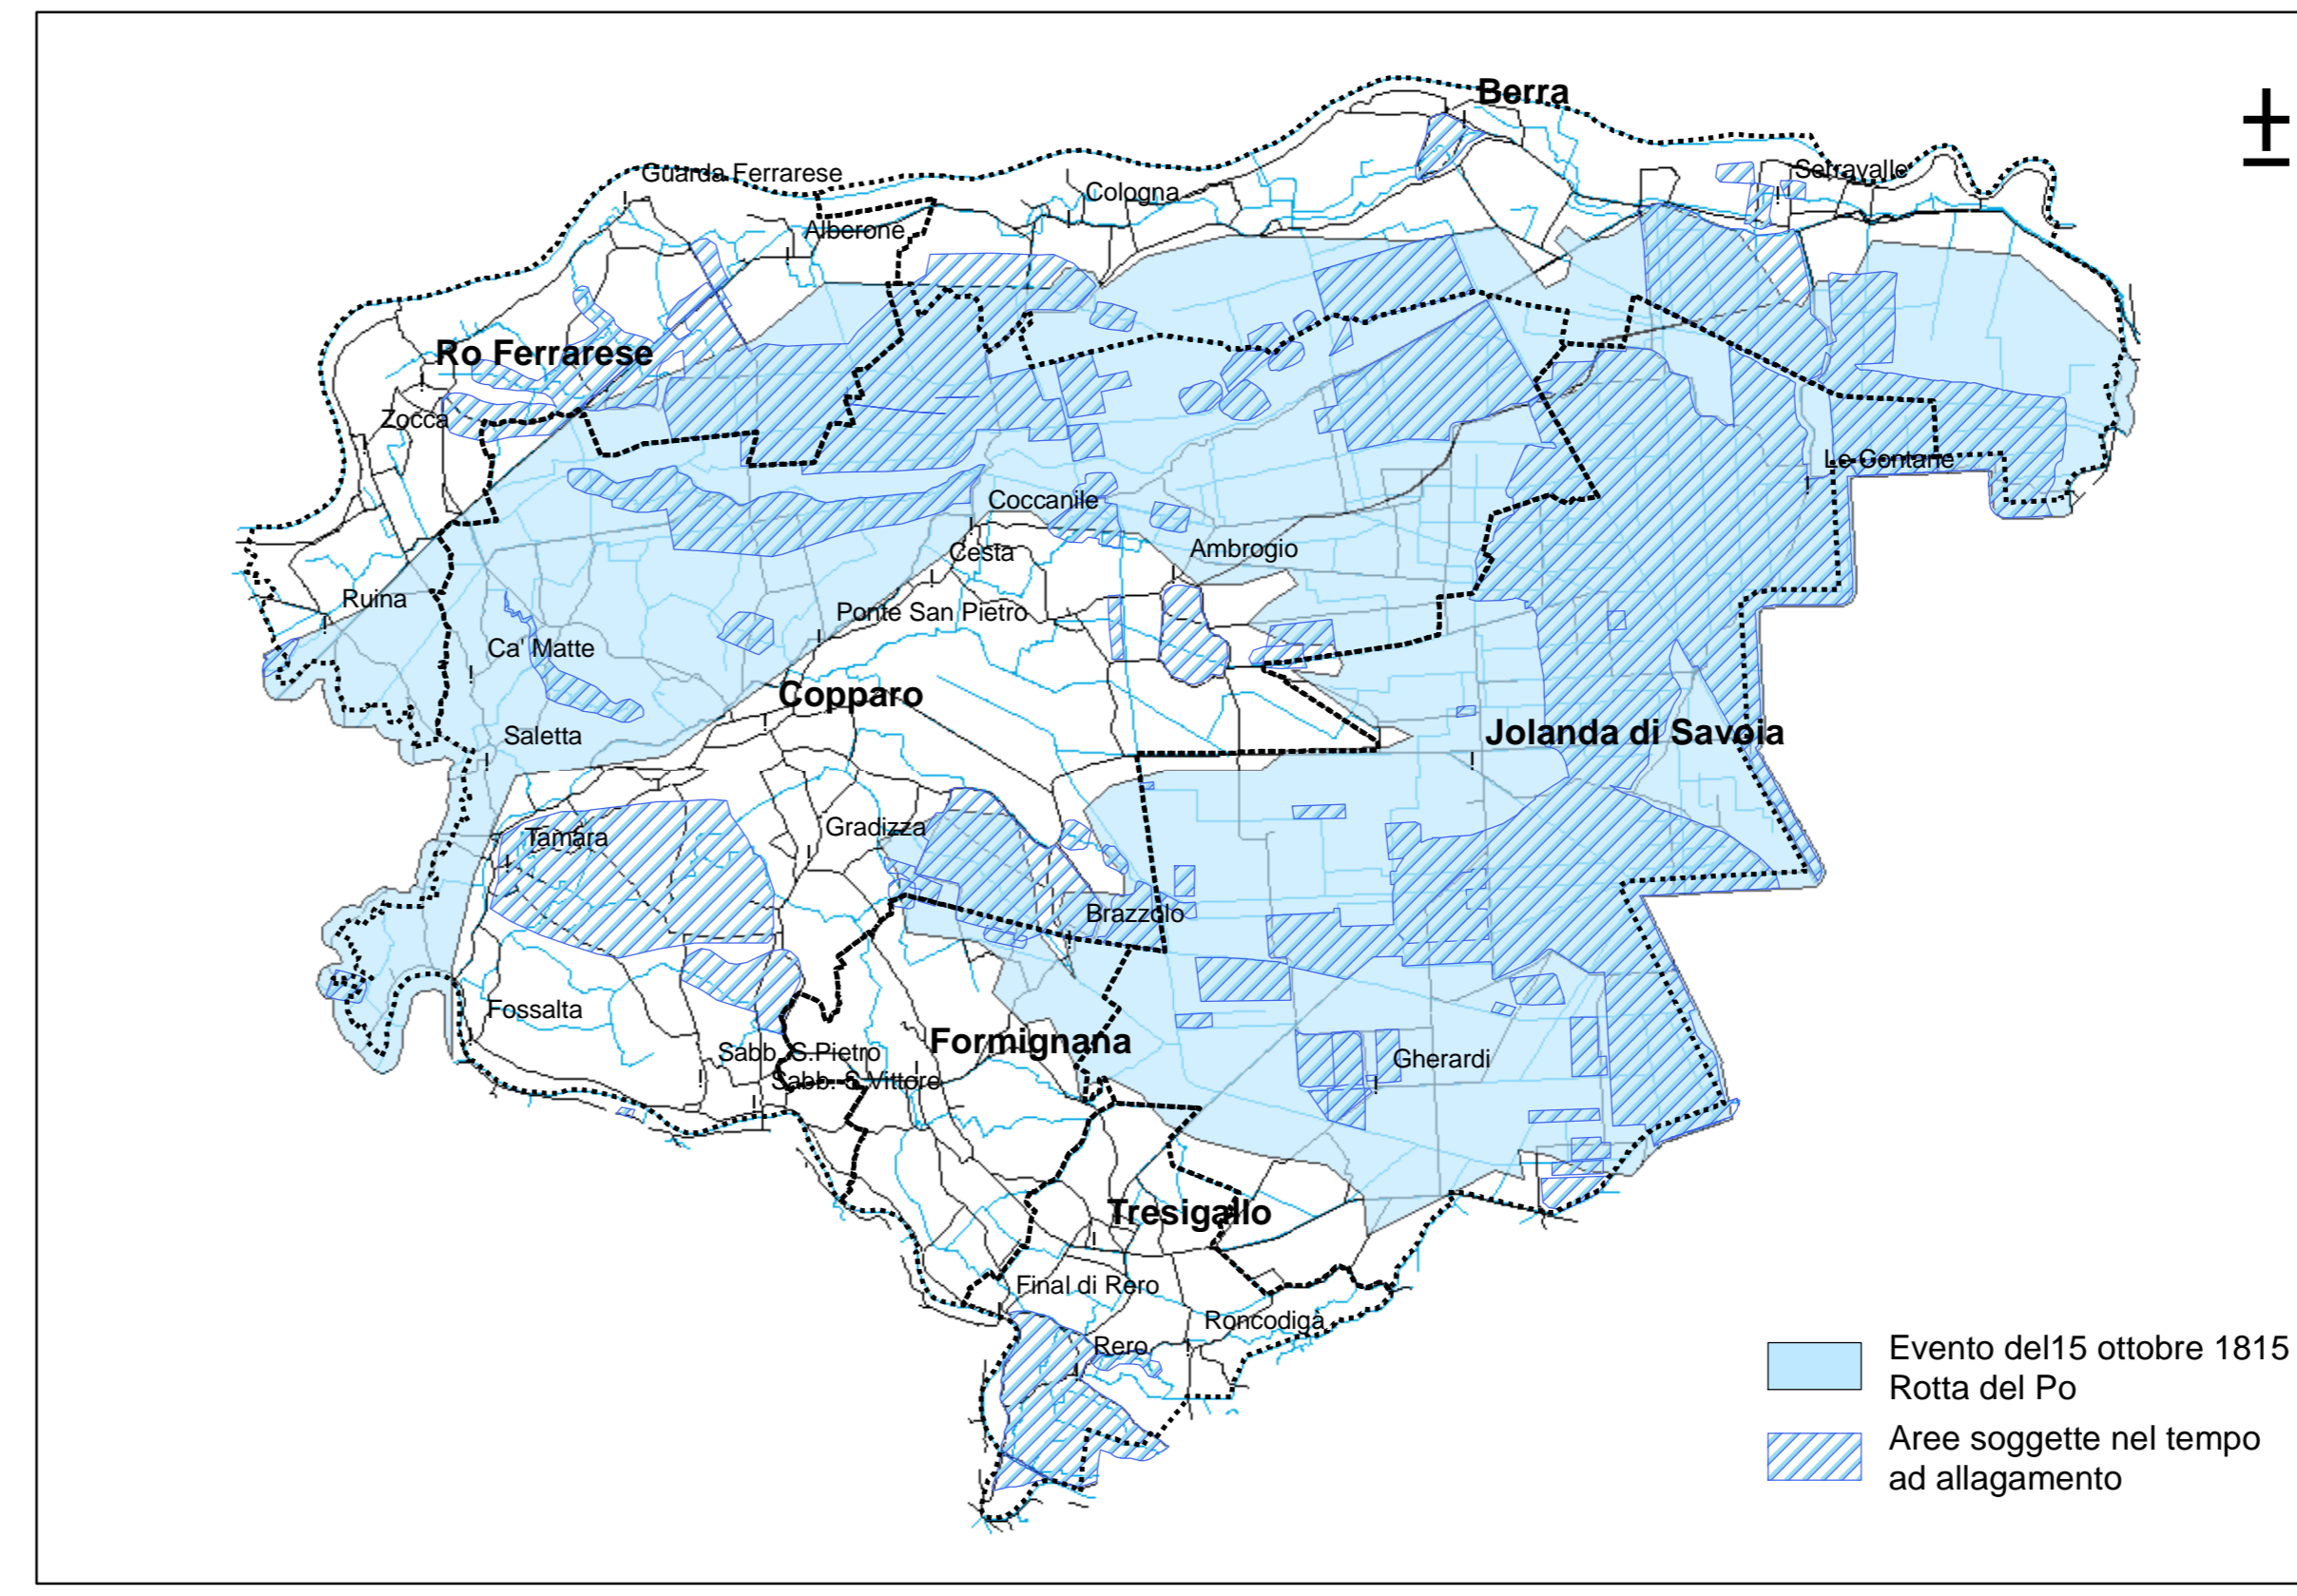 Berra
Guarda Ferrarese
Serravalle
Cologna
Alberone
Ro Ferrarese
Zocca
Le Contane
Coccanile
Cesta
Ambrogio
Ruina
Ponte San Pietro
Ca' Matte
Copparo
Saletta
Jolanda di Savoia
Tamara
Gradizza
Brazzolo
Fossalta
Formignana
Sabb. S.Pietro
Gherardi
Sabb. S.Vittore
Tresigallo
Final di Rero
Roncodigà
Rero
Evento del15 ottobre 1815
Rotta del Po
Aree soggette nel tempo
ad allagamento